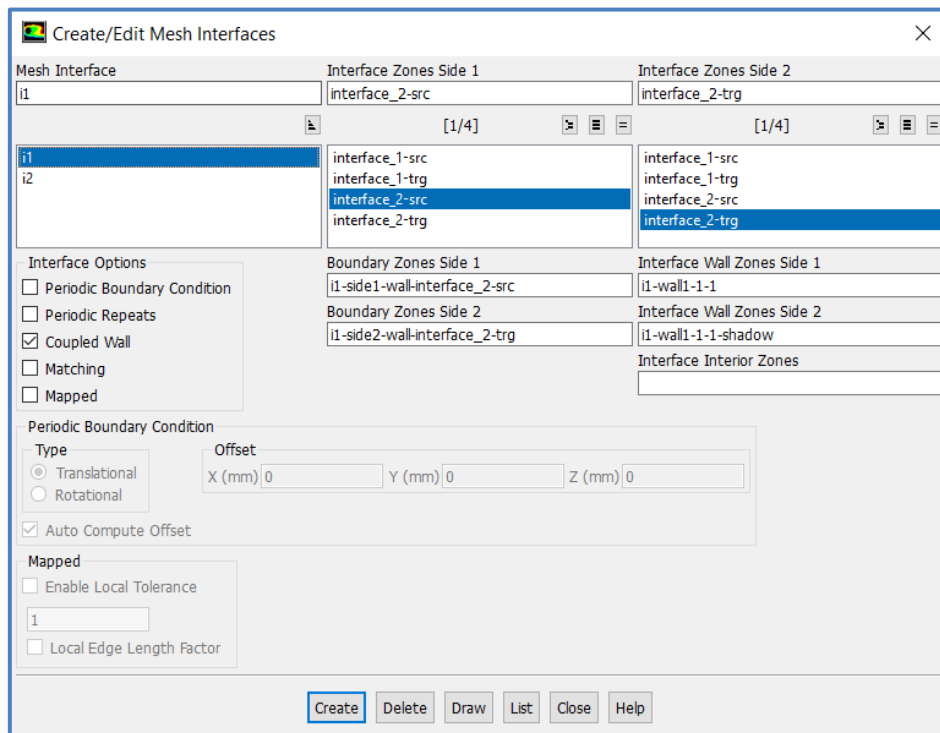 Create/Edit Mesh Interfaces
Mesh Interface Interface Zones Side 1 Interface Zones Side 2
i1 interface_2-src interface_2-trg
[1/4] [1/4]
i1 interface_1-src interface_1-src
i2 interface_1-trg interface_1-trg
interface_2-src interface_2-src
interface_2-trg interface_2-trg
Interface Options Boundary Zones Side 1 Interface Wall Zones Side 1
Periodic Boundary Condition i1-side1-wall-interface_2-src i1-wall1-1-1
Periodic Repeats Boundary Zones Side 2 Interface Wall Zones Side 2
Coupled Wall i1-side2-wall-interface_2-trg i1-wall1-1-1-shadow
Matching Interface Interior Zones
Mapped
Periodic Boundary Condition
Type Offset
Translational X (mm) 0 Y (mm) 0 Z (mm) 0
Rotational
Auto Compute Offset
Mapped
Enable Local Tolerance
1
Local Edge Length Factor
Create Delete Draw List Close Help